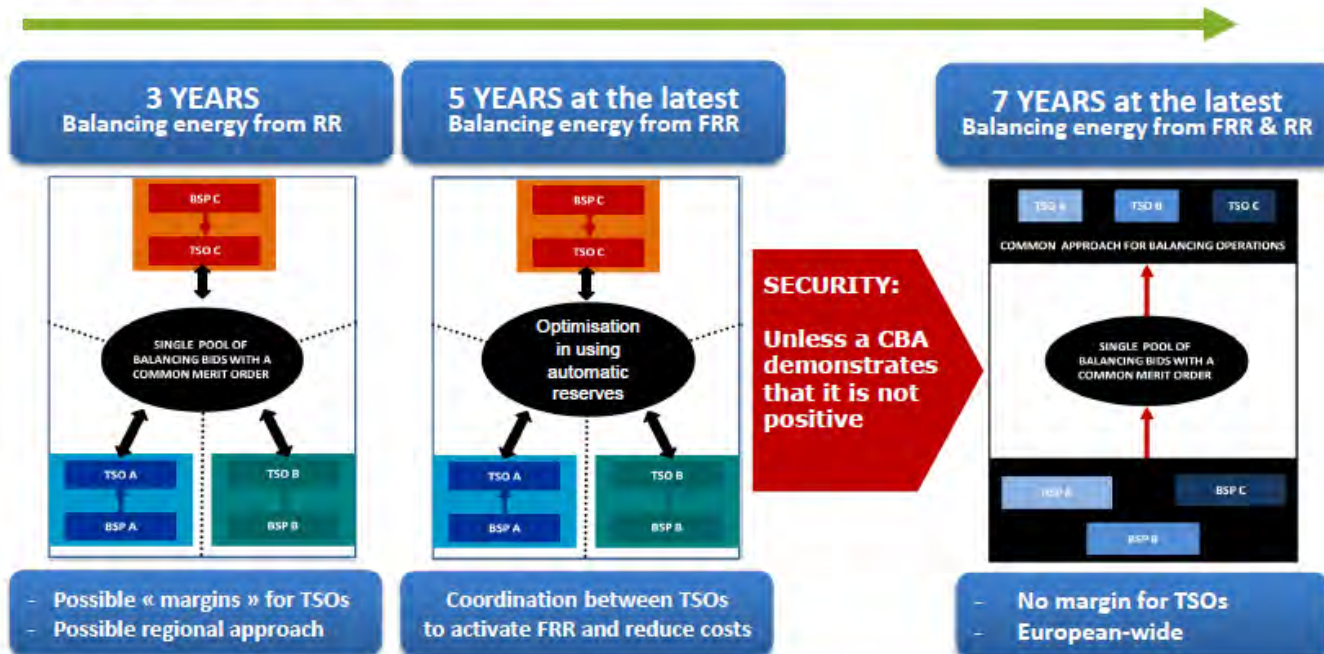 3 YEARS
Balancing energy from RR
5 YEARS at the latest
Balancing energy from FRR
7 YEARS at the latest
Balancing energy from FRR & RR
BSP C
TSO C
SINGLE POOL OF
BALANCING BIDS WITH A
COMMON MERIT ORDER
TSO A
BSP A
TSO B
BSP B
- Possible « margins » for TSOs
- Possible regional approach
BSP C
TSO C
Optimisation
in using
automatic
reserves
TSO A
BSP A
TSO B
BSP B
Coordination between TSOs
to activate FRR and reduce costs
SECURITY:
Unless a CBA
demonstrates
that it is not
positive
TSO A
TSO B
TSO C
COMMON APPROACH FOR BALANCING OPERATIONS
SINGLE POOL OF
BALANCING BIDS WITH A
COMMON MERIT ORDER
BSP A
BSP C
BSP B
- No margin for TSOs
- European-wide